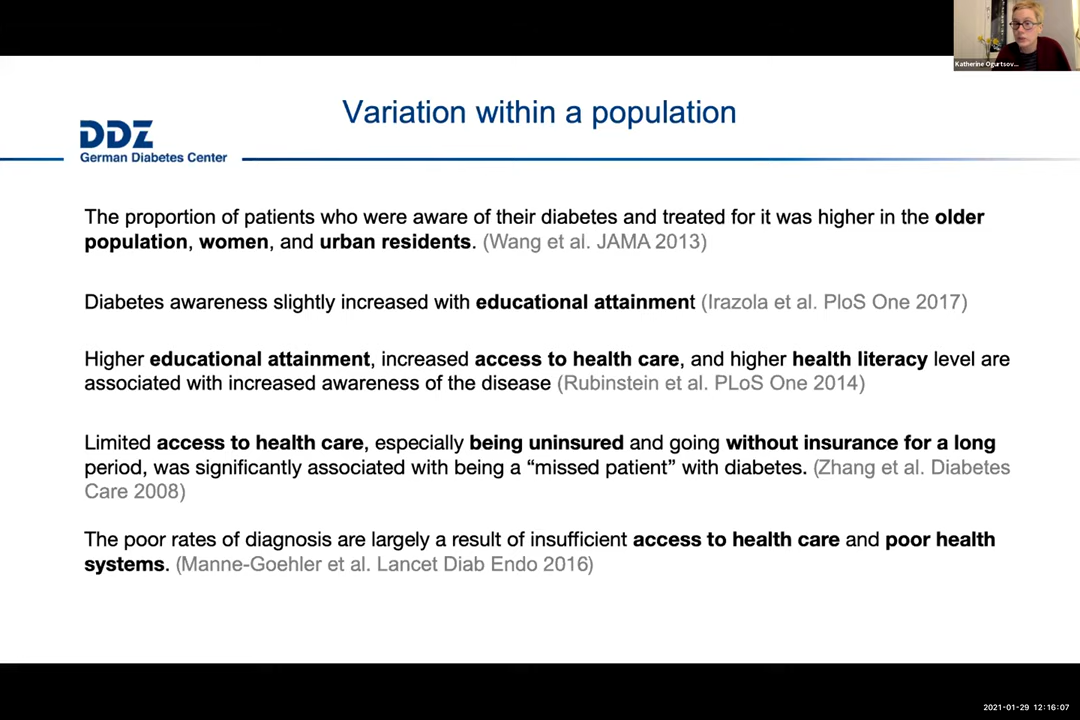 Katherine Ogurtsov...
Variation within a population
DDZ
German Diabetes Center
The proportion of patients who were aware of their diabetes and treated for it was higher in the older
population, women, and urban residents. (Wang et al. JAMA 2013)
Diabetes awareness slightly increased with educational attainment (Irazola et al. PloS One 2017)
Higher educational attainment, increased access to health care, and higher health literacy level are
associated with increased awareness of the disease (Rubinstein et al. PLoS One 2014)
Limited access to health care, especially being uninsured and going without insurance for a long
period, was significantly associated with being a “missed patient” with diabetes. (Zhang et al. Diabetes
Care 2008)
The poor rates of diagnosis are largely a result of insufficient access to health care and poor health
systems. (Manne-Goehler et al. Lancet Diab Endo 2016)
2021-01-29 12:16:07